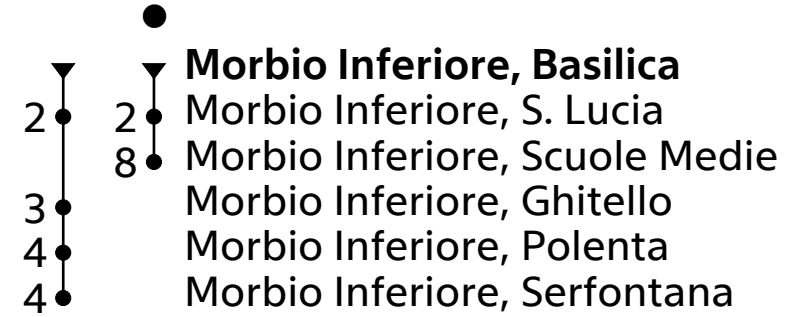 ●
Morbio Inferiore, Basilica
2 2 Morbio Inferiore, S. Lucia
8 Morbio Inferiore, Scuole Medie
3 Morbio Inferiore, Ghitello
4 Morbio Inferiore, Polenta
4 Morbio Inferiore, Serfontana